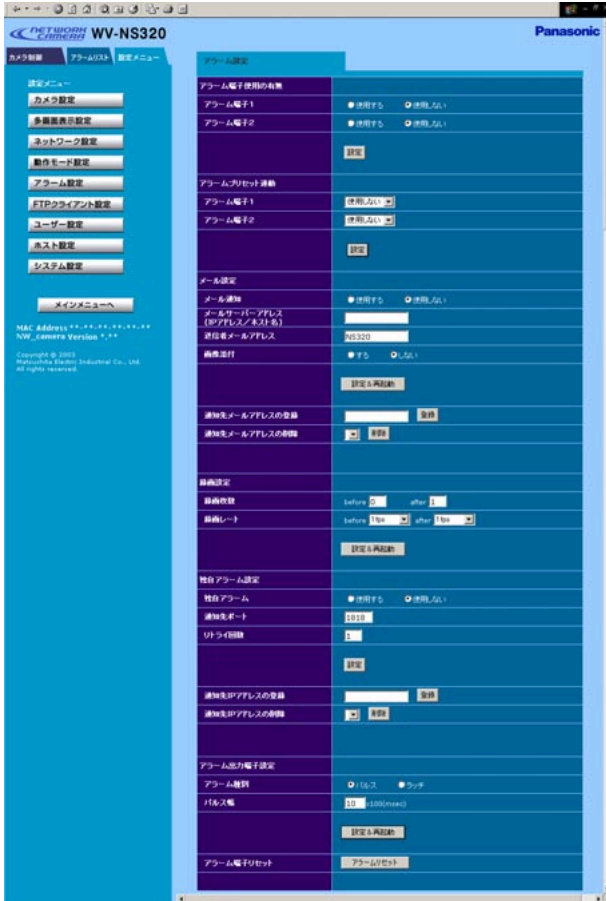 NETWORK CAMERA WV-NS320
Panasonic
カメラ制御 アラームリスト 設定メニュー
設定メニュー
カメラ設定
多画面表示設定
ネットワーク設定
動作モード設定
アラーム設定
FTPクライアント設定
ユーザー設定
ホスト設定
システム設定
メインメニューへ
MAC Address **-**-**-**-**-**
NW_camera Version *.**
Copyright © 2003
Matsushita Electric Industrial Co., Ltd.
All rights reserved.
アラーム設定
アラーム端子使用の有無
アラーム端子1 使用する 使用しない
アラーム端子2 使用する 使用しない
設定
アラームプリセット連動
アラーム端子1 使用しない
アラーム端子2 使用しない
設定
メール設定
メール通知 使用する 使用しない
メールサーバーアドレス
(IPアドレス/ホスト名)
送信者メールアドレス NS320
画像添付 する しない
設定&再起動
通知先メールアドレスの登録 登録
通知先メールアドレスの削除 削除
録画設定
録画枚数 before 0 after 1
録画レート before 1fps after 1fps
設定&再起動
独自アラーム設定
独自アラーム 使用する 使用しない
通知先ポート 1818
リトライ回数 1
設定
通知先IPアドレスの登録 登録
通知先IPアドレスの削除 削除
アラーム出力端子設定
アラーム種別 パルス ラッチ
パルス幅 10 x100(msec)
設定&再起動
アラーム端子リセット アラームリセット